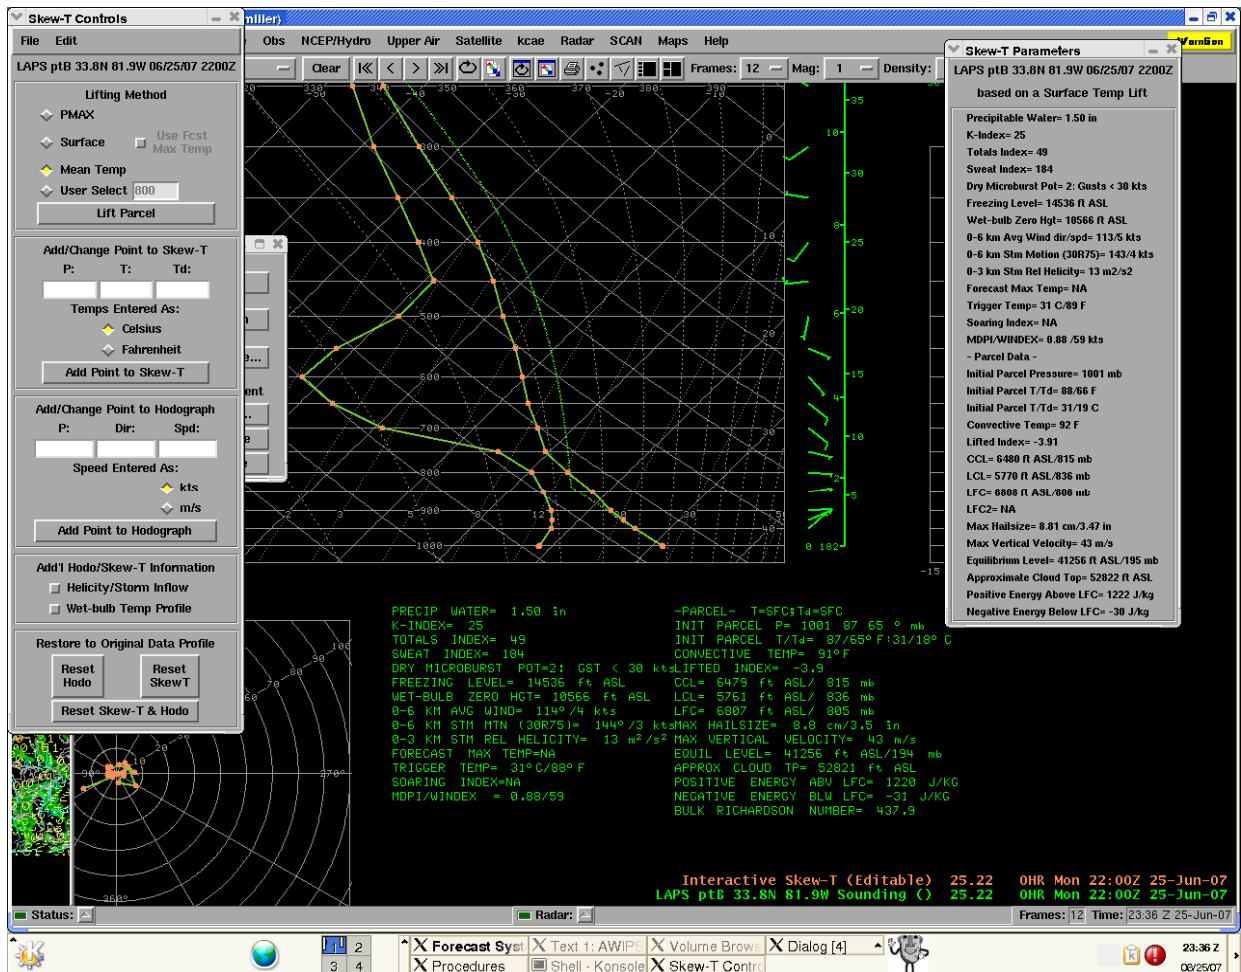 Skew-T Controls
File Edit
LAPS ptB 33.8N 81.9W 06/25/07 2200Z
Lifting Method
PMAX
Surface
Use Fcst
Max Temp
Mean Temp
User Select 800
Lift Parcel
Add/Change Point to Skew-T
P: T: Td:
Temps Entered As:
Celsius
Fahrenheit
Add Point to Skew-T
Add/Change Point to Hodograph
P: Dir: Spd:
Speed Entered As:
kts
m/s
Add Point to Hodograph
Add'l Hodo/Skew-T Information
Helicity/Storm Inflow
Wet-bulb Temp Profile
Restore to Original Data Profile
Reset
Hodo
Reset
SkewT
Reset Skew-T & Hodo
Obs NCEP/Hydro Upper Air Satellite kcae Radar SCAN Maps Help
Clear Frames: 12 Mag: 1 Density:
Skew-T Parameters
LAPS ptB 33.8N 81.9W 06/25/07 2200Z
based on a Surface Temp Lift
Precipitable Water= 1.50 in
K-Index= 25
Totals Index= 49
Sweat Index= 184
Dry Microburst Pot= 2: Gusts < 30 kts
Freezing Level= 14536 ft ASL
Wet-bulb Zero Hgt= 10566 ft ASL
0-6 km Avg Wind dir/spd= 113/5 kts
0-6 km Stm Motion (30R75)= 143/4 kts
0-3 km Stm Rel Helicity= 13 m2/s2
Forecast Max Temp= NA
Trigger Temp= 31 C/89 F
Soaring Index= NA
MDPI/WINDEX= 0.88 /59 kts
- Parcel Data -
Initial Parcel Pressure= 1001 mb
Initial Parcel T/Td= 88/66 F
Initial Parcel T/Td= 31/19 C
Convective Temp= 92 F
Lifted Index= -3.91
CCL= 6480 ft ASL/815 mb
LCL= 5770 ft ASL/836 mb
LFC= 6808 ft ASL/806 mb
LFC2= NA
Max Hailsize= 8.81 cm/3.47 in
Max Vertical Velocity= 43 m/s
Equilibrium Level= 41256 ft ASL/195 mb
Approximate Cloud Top= 52822 ft ASL
Positive Energy Above LFC= 1222 J/kg
Negative Energy Below LFC= -30 J/kg
PRECIP WATER= 1.50 in
K-INDEX= 25
TOTALS INDEX= 49
SWEAT INDEX= 184
DRY MICROBURST POT=2: GST < 30 kts
FREEZING LEVEL= 14536 ft ASL
WET-BULB ZERO HGT= 10566 ft ASL
0-6 KM AVG WIND= 114°/4 kts
0-6 KM STM MTN (30R75)= 144°/3 kts
0-3 KM STM REL HELICITY= 13 m²/s²
FORECAST MAX TEMP=NA
TRIGGER TEMP= 31°C/88°F
SOARING INDEX=NA
MDPI/WINDEX = 0.88/59
-PARCEL- T=SFC;Td=SFC
INIT PARCEL P= 1001 87 65 ° mb
INIT PARCEL T/Td= 87/65°F;31/18° C
CONVECTIVE TEMP= 91°F
LIFTED INDEX= -3.9
CCL= 6479 ft ASL/ 815 mb
LCL= 5761 ft ASL/ 836 mb
LFC= 6807 ft ASL/ 805 mb
MAX HAILSIZE= 8.8 cm/3.5 in
MAX VERTICAL VELOCITY= 43 m/s
EQUIL LEVEL= 41256 ft ASL/194 mb
APPROX CLOUD TP= 52821 ft ASL
POSITIVE ENERGY ABV LFC= 1220 J/KG
NEGATIVE ENERGY BLW LFC= -31 J/KG
BULK RICHARDSON NUMBER= 437.9
Interactive Skew-T (Editable) 25.22 0HR Mon 22:00Z 25-Jun-07
LAPS ptB 33.8N 81.9W Sounding () 25.22 0HR Mon 22:00Z 25-Jun-07
Status: Radar: Frames: 12 Time: 23:36 Z 25-Jun-07
1 2 Forecast Syst Text 1: AWIPS Volume Brows Dialog [4] 23:36 Z
3 4 Procedures Shell - Konsole Skew-T Contro 06/25/07